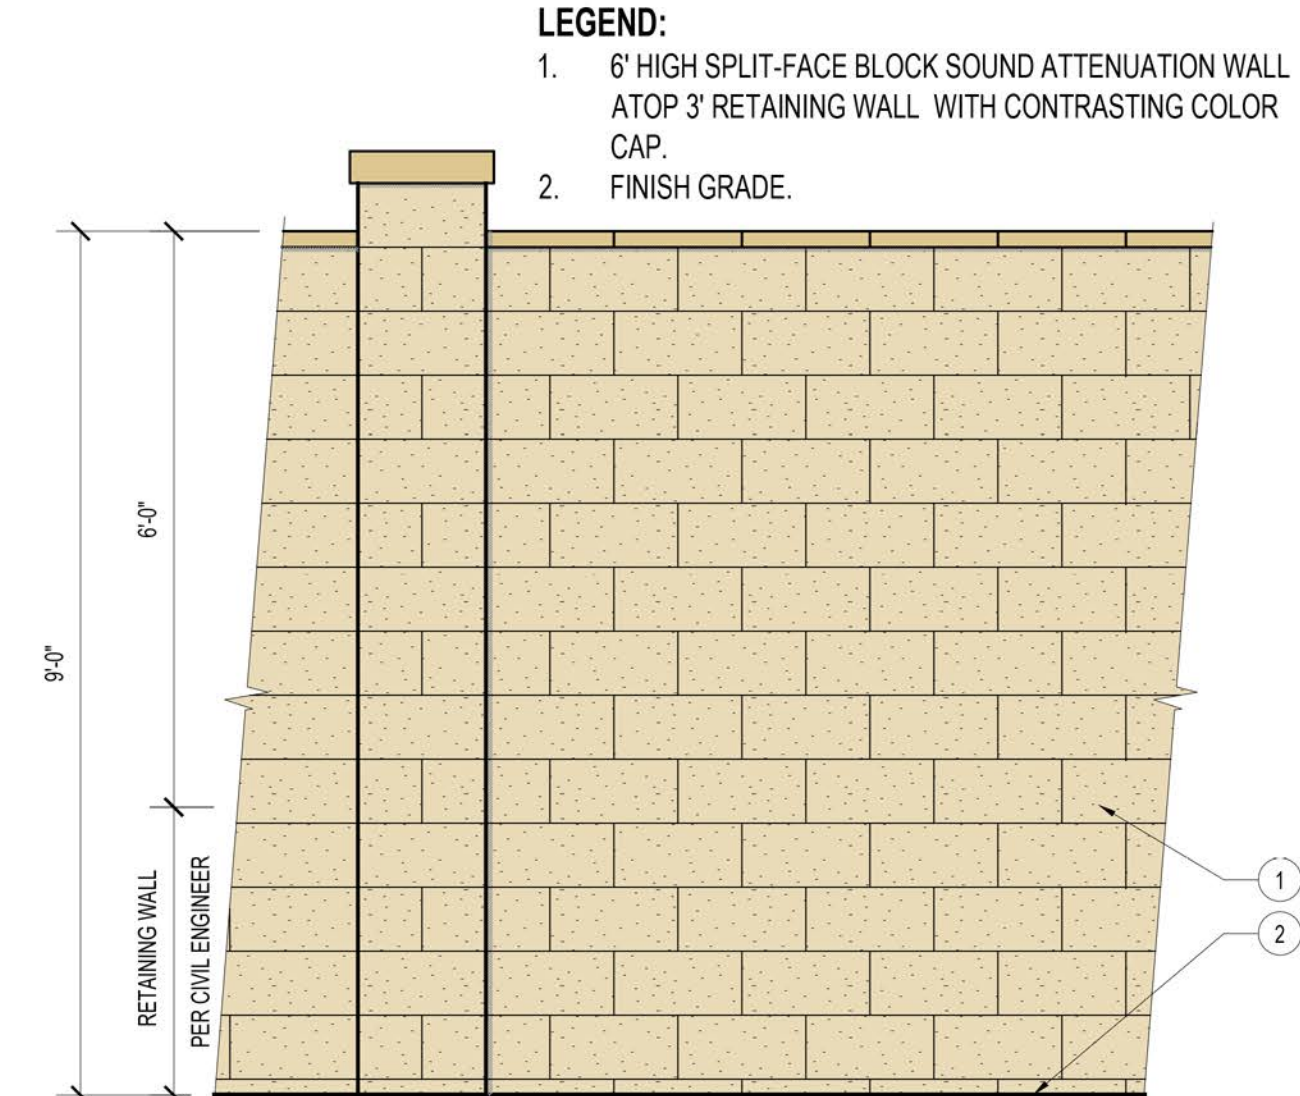 LEGEND:
1. 6' HIGH SPLIT-FACE BLOCK SOUND ATTENUATION WALL
ATOP 3' RETAINING WALL WITH CONTRASTING COLOR
CAP.
2. FINISH GRADE.
6'-0"
9'-0"
RETAINING WALL
PER CIVIL ENGINEER
1
2